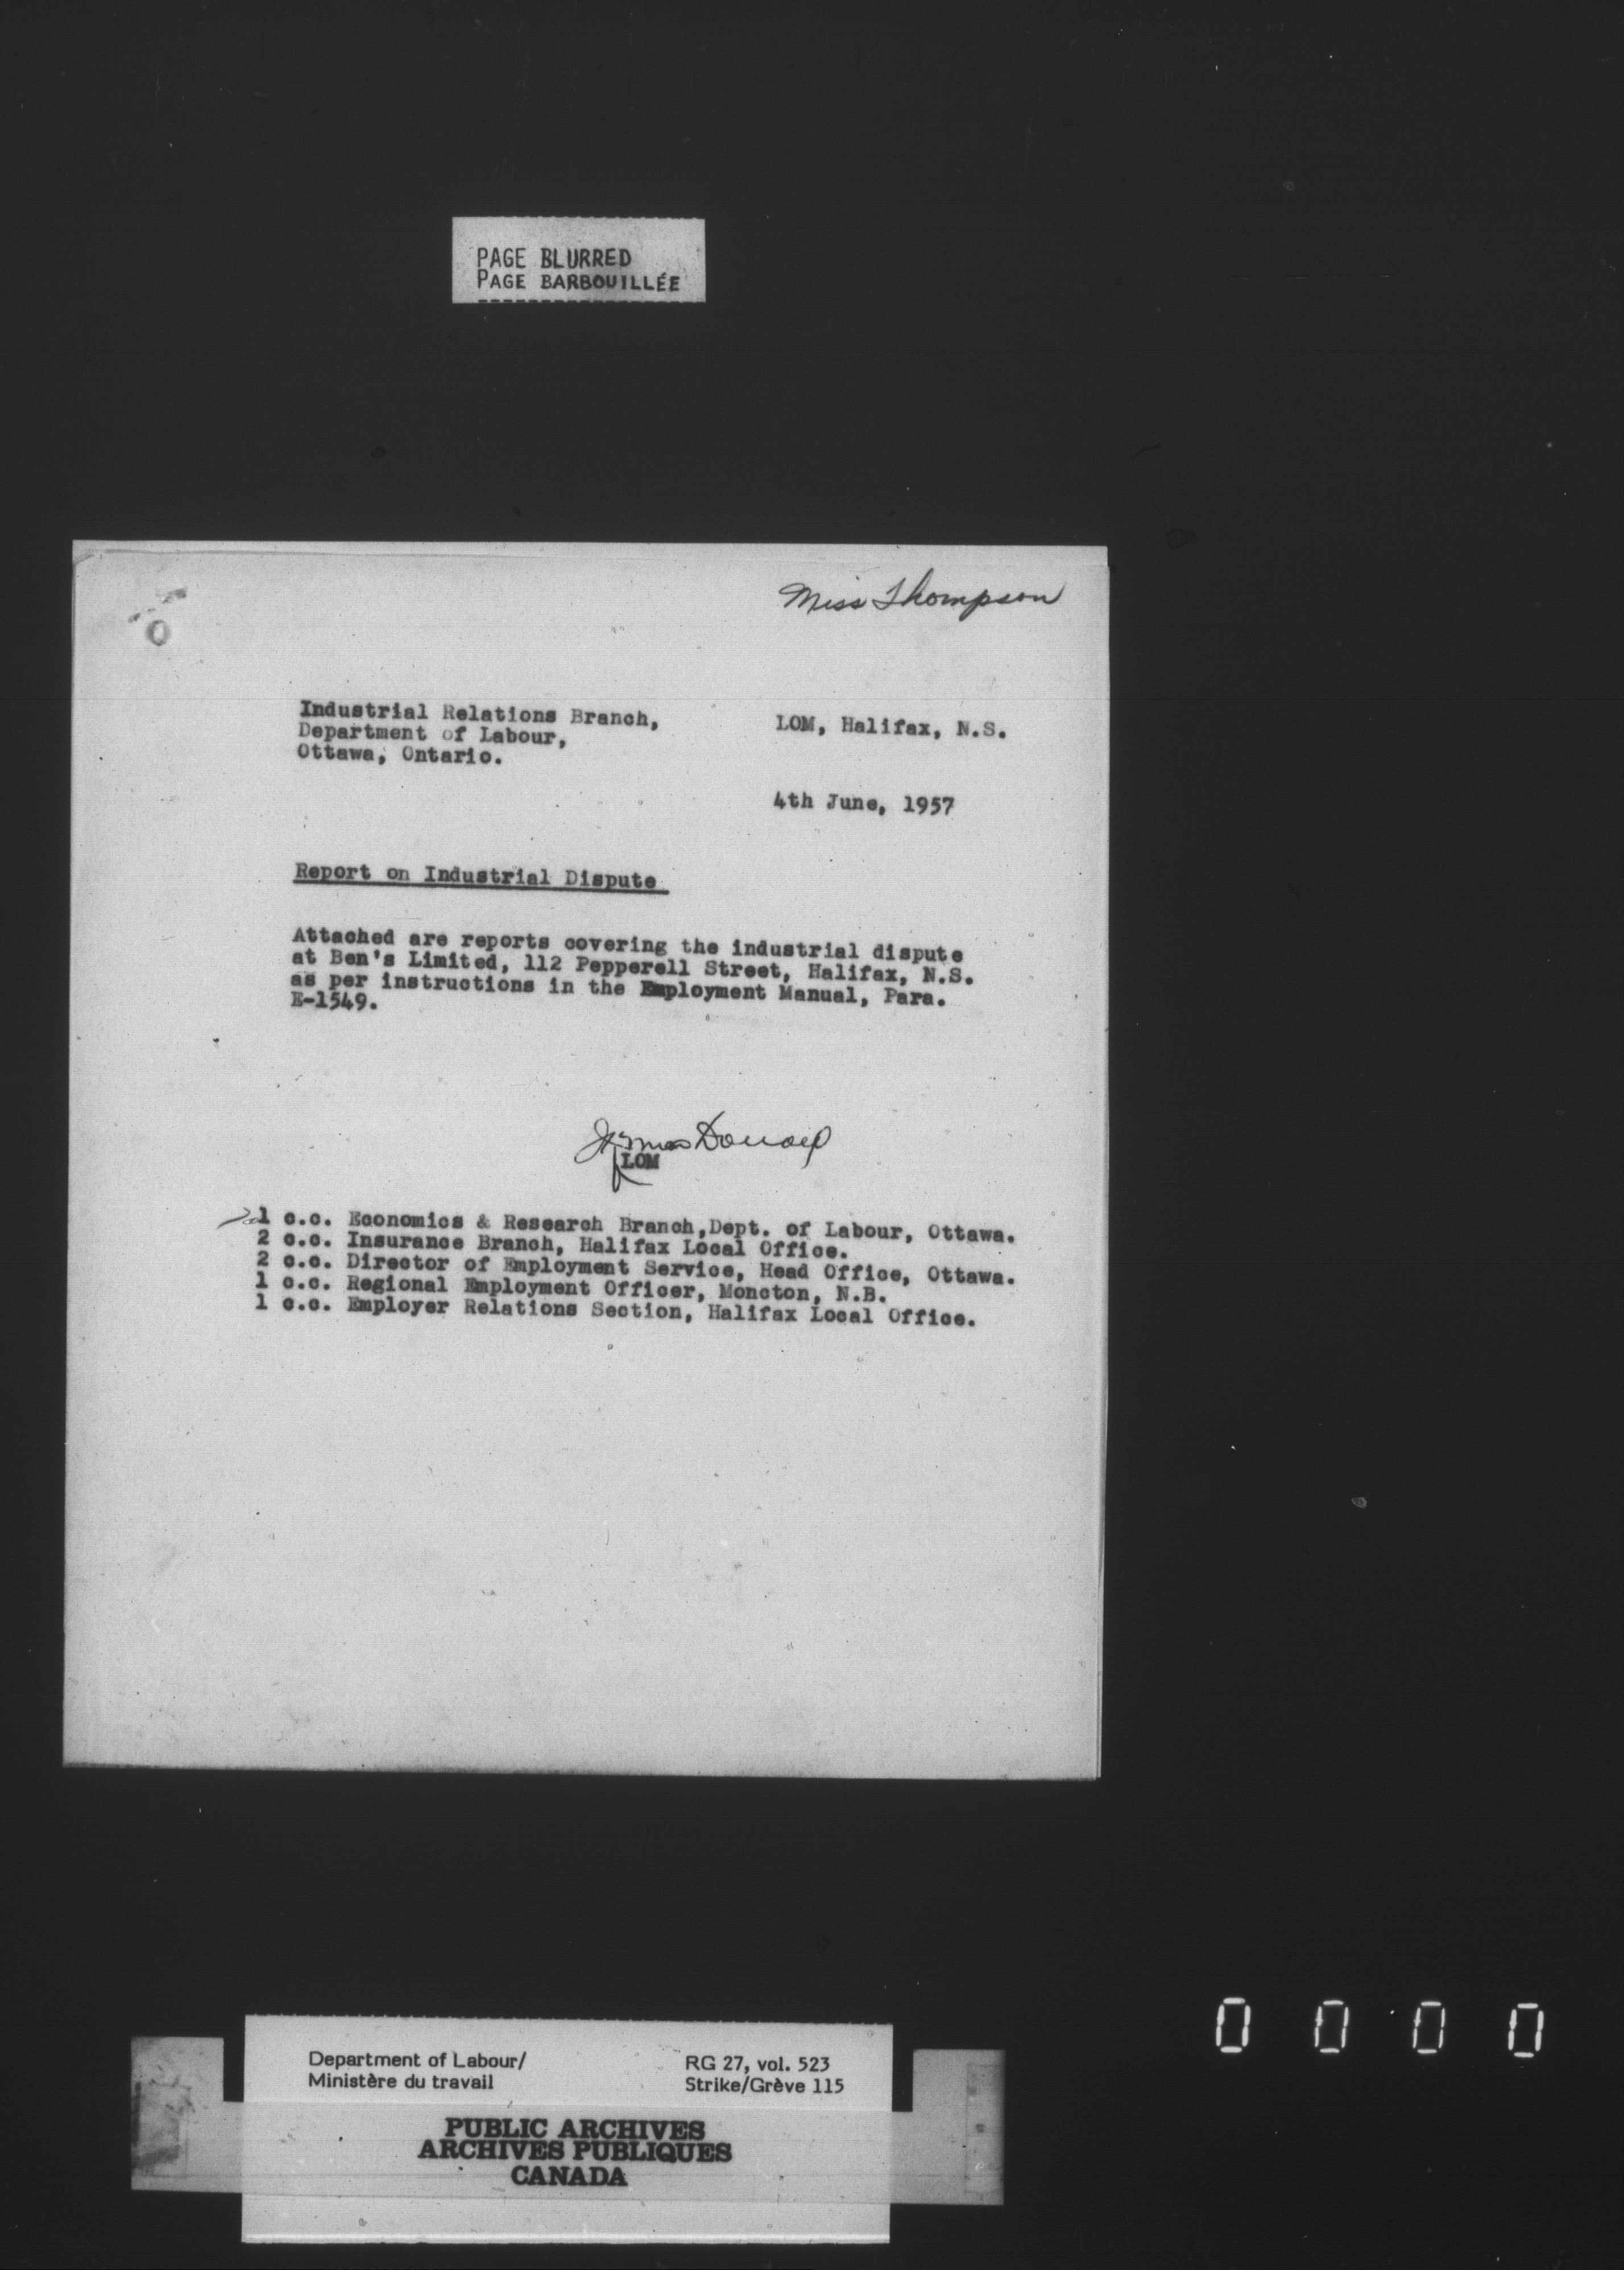 PAGE BLURRED
PAGE BARBOUILLÉE
Miss Thompson
Industrial Relations Branch,
Department of Labour,
Ottawa, Ontario.
LOM, Halifax, N.S.
4th June, 1957
Report on Industrial Dispute
Attached are reports covering the industrial dispute
at Ben's Limited, 112 Pepperell Street, Halifax, N.S.
as per instructions in the Employment Manual, Para.
E-1549.
LOM
1 c.c. Economics & Research Branch,Dept. of Labour, Ottawa.
2 c.c. Insurance Branch, Halifax Local Office.
2 c.c. Director of Employment Service, Head Office, Ottawa.
1 c.c. Regional Employment Officer, Moncton, N.B.
1 c.c. Employer Relations Section, Halifax Local Office.
0 0 0 0
Department of Labour/
Ministère du travail
RG 27, vol. 523
Strike/Grève 115
PUBLIC ARCHIVES
ARCHIVES PUBLIQUES
CANADA